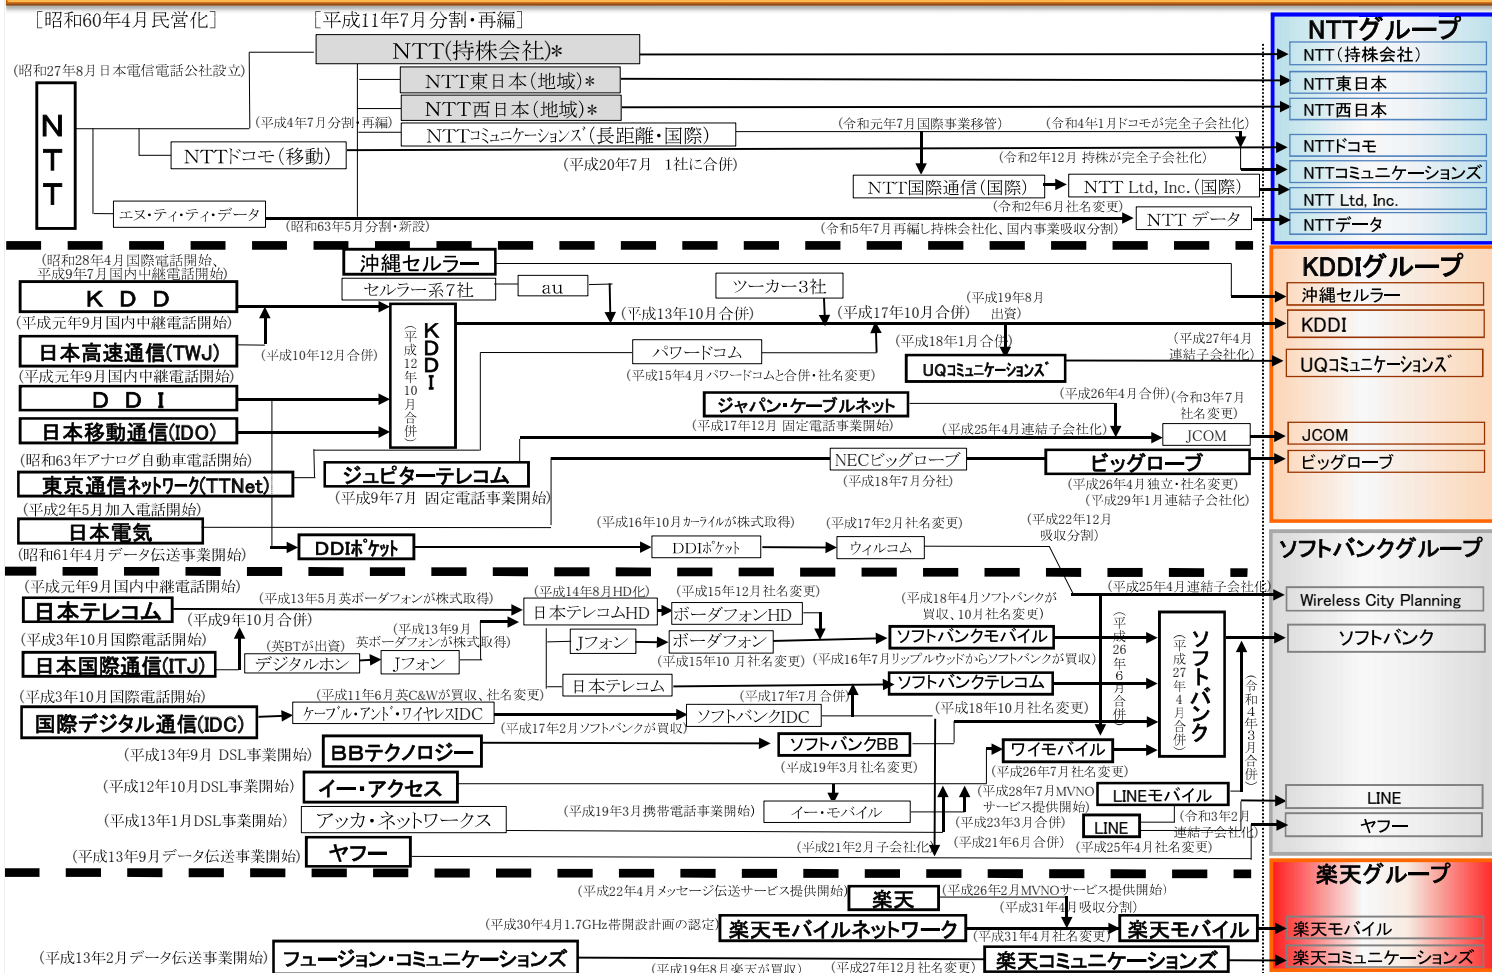 [昭和60年4月民営化]
[平成11年7月分割・再編]
NTT(持株会社)*
(昭和27年8月日本電信電話公社設立)
NTT東日本(地域)*
NTT西日本(地域)*
NTT
(平成4年7月分割・再編)
NTTコミュニケーションズ(長距離・国際)
(令和元年7月国際事業移管)
(令和4年1月ドコモが完全子会社化)
NTTドコモ(移動)
(平成20年7月 1社に合併)
(令和2年12月 持株が完全子会社化)
NTT国際通信(国際)
NTT Ltd, Inc.(国際)
(令和2年6月社名変更)
エヌ・ティ・ティ・データ
(昭和63年5月分割・新設)
NTT データ
(令和5年7月再編し持株会社化、国内事業吸収分割)
NTTグループ
NTT(持株会社)
NTT東日本
NTT西日本
NTTドコモ
NTTコミュニケーションズ
NTT Ltd, Inc.
NTTデータ
(昭和28年4月国際電話開始、
平成9年7月国内中継電話開始)
沖縄セルラー
セルラー系7社
au
ツーカー3社
KDD
(平成元年9月国内中継電話開始)
日本高速通信(TWJ)
(平成10年12月合併)
(平成元年9月国内中継電話開始)
DDI
日本移動通信(IDO)
(昭和63年アナログ自動車電話開始)
KDDI
(平成12年10月合併)
(平成13年10月合併)
(平成17年10月合併)
(平成19年8月
出資)
(平成18年1月合併)
(平成27年4月
連結子会社化)
パワードコム
(平成15年4月パワードコムと合併・社名変更)
UQコミュニケーションズ
ジャパン・ケーブルネット
(平成17年12月 固定電話事業開始)
(平成26年4月合併)
(令和3年7月
社名変更)
(平成25年4月連結子会社化)
JCOM
東京通信ネットワーク(TTNet)
(平成2年5月加入電話開始)
ジュピターテレコム
(平成9年7月 固定電話事業開始)
NECビッグローブ
(平成18年7月分社)
ビッグローブ
(平成26年4月独立・社名変更)
(平成29年1月連結子会社化)
日本電気
(昭和61年4月データ伝送事業開始)
DDIポケット
(平成16年10月カーライルが株式取得)
DDIポケット
(平成17年2月社名変更)
ウィルコム
(平成22年12月
吸収分割)
KDDIグループ
沖縄セルラー
KDDI
UQコミュニケーションズ
JCOM
ビッグローブ
(平成元年9月国内中継電話開始)
日本テレコム
(平成13年5月英ボーダフォンが株式取得)
(平成9年10月合併)
(平成3年10月国際電話開始)
日本国際通信(ITJ)
(英BTが出資)
デジタルホン
(平成13年9月
英ボーダフォンが株式取得)
Jフォン
(平成14年8月HD化)
日本テレコムHD
(平成15年12月社名変更)
ボーダフォンHD
Jフォン
ボーダフォン
(平成15年10月社名変更)
(平成18年4月ソフトバンクが
買収、10月社名変更)
ソフトバンクモバイル
(平成16年7月リップルウッドからソフトバンクが買収)
(平成25年4月連結子会社化)
日本テレコム
(平成17年7月合併)
ソフトバンクテレコム
(平成18年10月社名変更)
(平成26年6月合併)
(平成27年4月合併)
ソフトバンク
(令和4年3月合併)
(平成3年10月国際電話開始)
国際デジタル通信(IDC)
(平成11年6月英C&Wが買収、社名変更)
ケーブル・アンド・ワイヤレスIDC
(平成17年2月ソフトバンクが買収)
ソフトバンクIDC
(平成13年9月 DSL事業開始)
BBテクノロジー
ソフトバンクBB
(平成19年3月社名変更)
ワイモバイル
(平成26年7月社名変更)
(平成12年10月DSL事業開始)
イー・アクセス
(平成19年3月携帯電話事業開始)
イー・モバイル
(平成28年7月MVNO
サービス提供開始)
LINEモバイル
(平成13年1月DSL事業開始)
アッカ・ネットワークス
(平成23年3月合併)
(平成21年6月合併)
LINE
(令和3年2月
連結子会社化)
(平成25年4月社名変更)
(平成13年9月データ伝送事業開始)
ヤフー
(平成21年2月子会社化)
ソフトバンクグループ
Wireless City Planning
ソフトバンク
LINE
ヤフー
(平成22年4月メッセージ伝送サービス提供開始)
楽天
(平成26年2月MVNOサービス提供開始)
(平成31年4月吸収分割)
(平成30年4月1.7GHz帯開設計画の認定)
楽天モバイルネットワーク
(平成31年4月社名変更)
楽天モバイル
(平成13年2月データ伝送事業開始)
フュージョン・コミュニケーションズ
(平成19年8月楽天が買収)
(平成27年12月社名変更)
楽天コミュニケーションズ
楽天グループ
楽天モバイル
楽天コミュニケーションズ